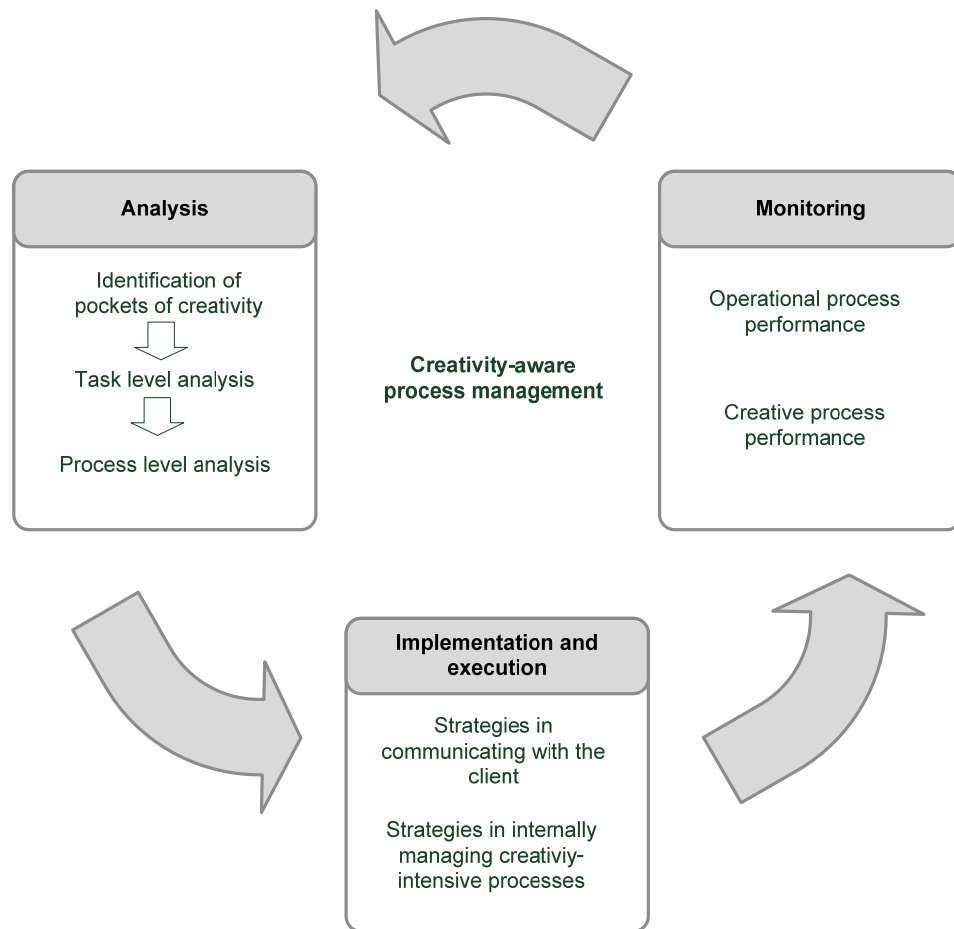 Analysis
Identification of
pockets of creativity
Task level analysis
Process level analysis
Creativity-aware
process management
Monitoring
Operational process
performance
Creative process
performance
Implementation and
execution
Strategies in
communicating with the
client
Strategies in internally
managing creativiy-
intensive processes